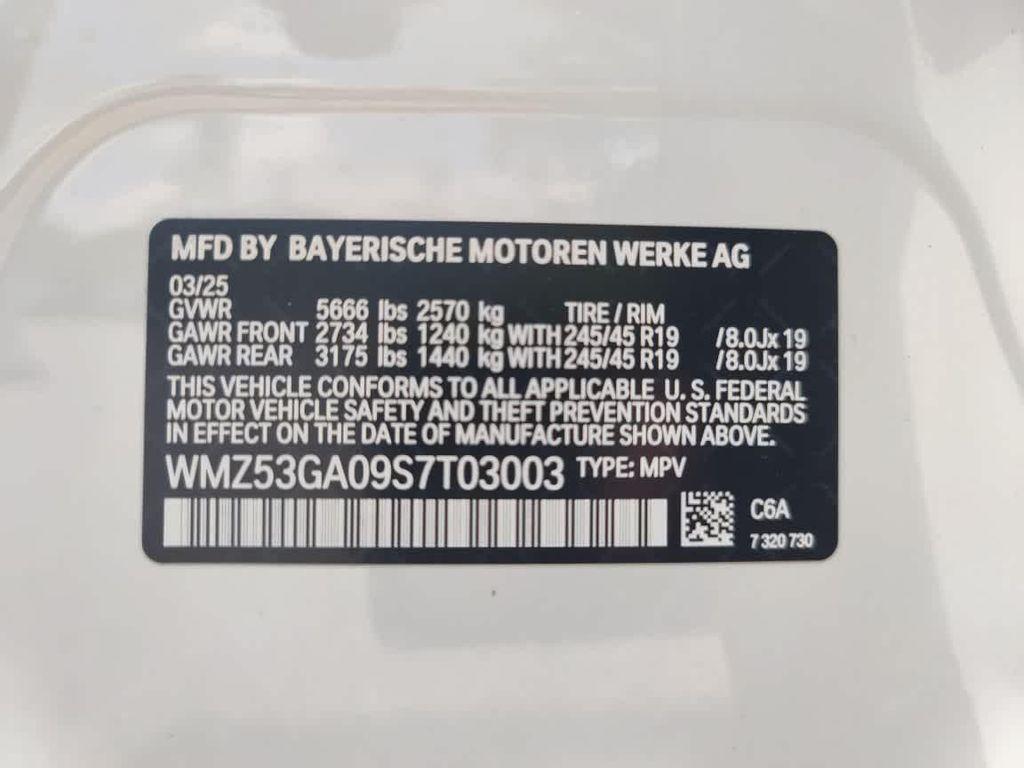 MFD BY BAYERISCHE MOTOREN WERKE AG
03/25
GVWR 5666 lbs 2570 kg TIRE / RIM
GAWR FRONT 2734 lbs 1240 kg WITH 245/45 R19 /8.0Jx19
GAWR REAR 3175 lbs 1440 kg WITH 245/45 R19 /8.0Jx19
THIS VEHICLE CONFORMS TO ALL APPLICABLE U. S. FEDERAL
MOTOR VEHICLE SAFETY AND THEFT PREVENTION STANDARDS
IN EFFECT ON THE DATE OF MANUFACTURE SHOWN ABOVE.
WMZ53GA09S7T03003 TYPE: MPV
C6A
7 320 730